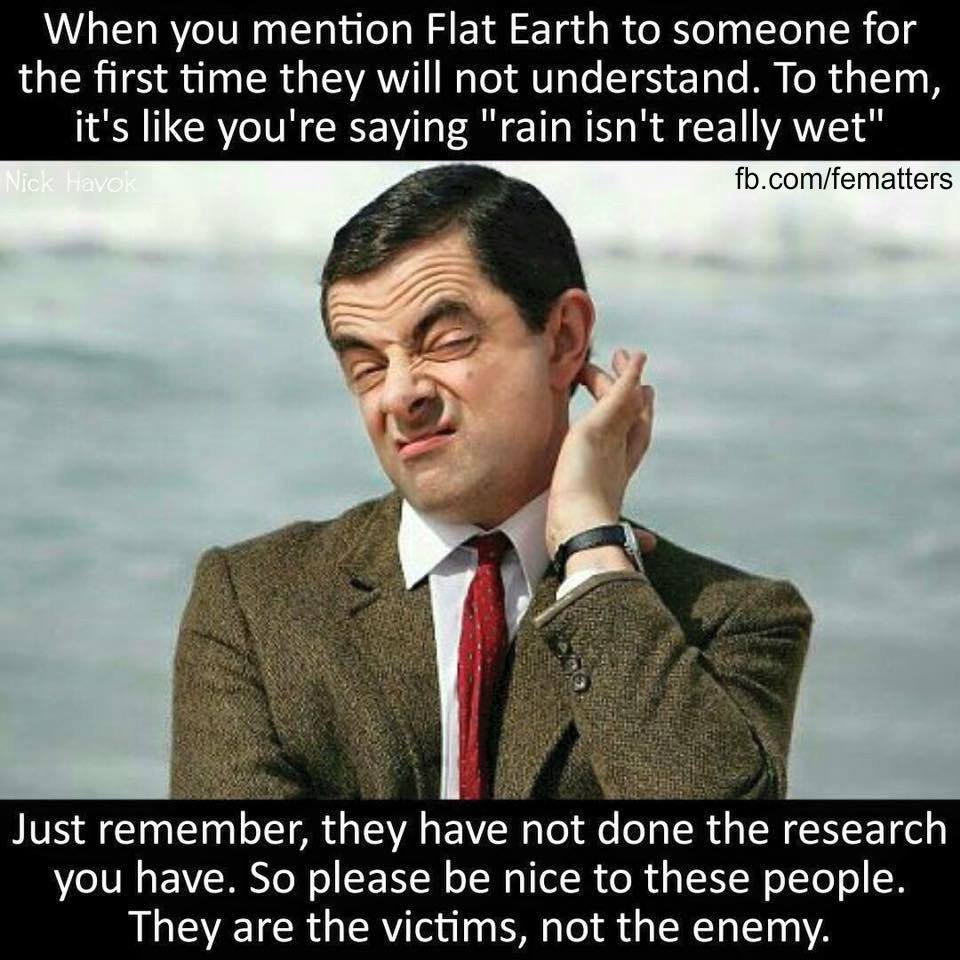 When you mention Flat Earth to someone for
the first time they will not understand. To them,
it's like you're saying "rain isn't really wet"
Nick Havok
fb.com/fematters
Just remember, they have not done the research
you have. So please be nice to these people.
They are the victims, not the enemy.